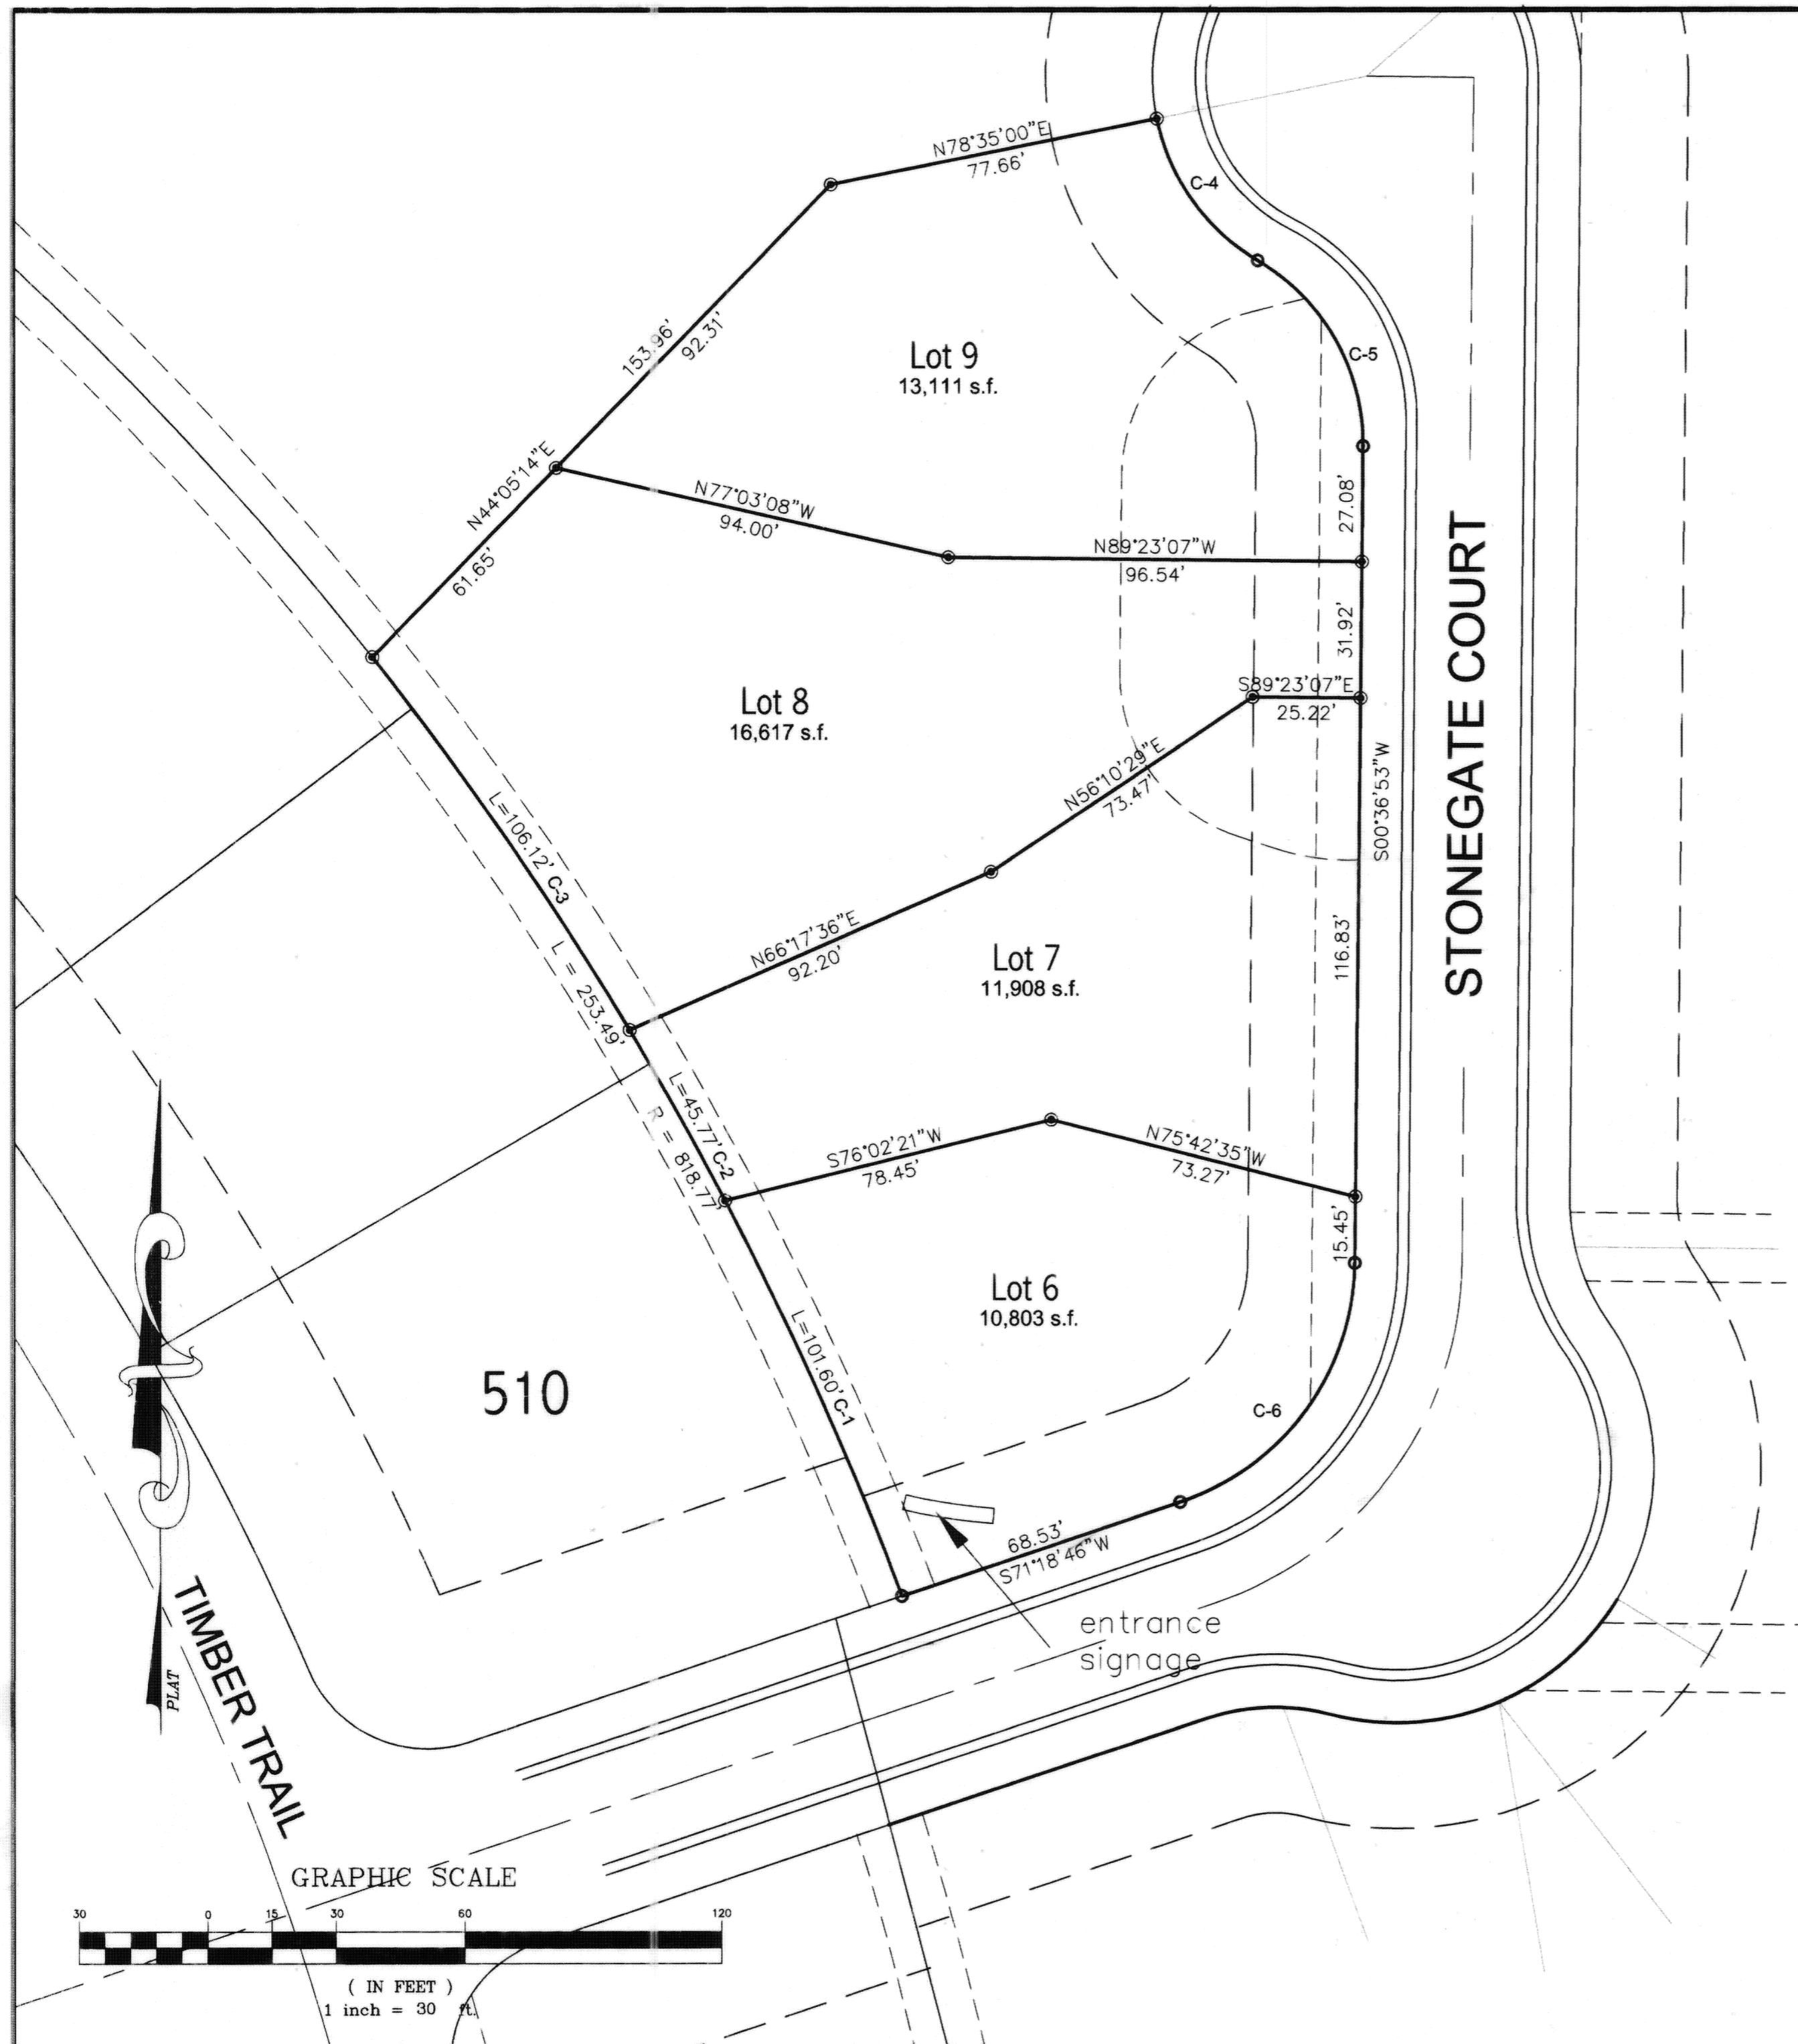 N78°35'00"E
77.66'
C-4
153.96'
92.31'
Lot 9
13,111 s.f.
C-5
N44°05'14"E
61.65'
N77°03'08"W
94.00'
27.08'
N89°23'07"W
96.54'
31.92'
STONEGATE COURT
Lot 8
16,617 s.f.
S89°23'07"E
25.22'
S00°36'53"W
N56°10'29"E
73.47'
L=106.12' C-3
L = 253.49'
N66°17'36"E
92.20'
116.83'
Lot 7
11,908 s.f.
L=45.77' C-2
R = 818.77'
S76°02'21"W
78.45'
N75°42'35"W
73.27'
15.45'
Lot 6
10,803 s.f.
L=101.60' C-1
510
C-6
68.53'
S71°18'46"W
entrance
signage
TIMBER TRAIL
PLAT
GRAPHIC SCALE
30 0 15 30 60 120
( IN FEET )
1 inch = 30 ft.